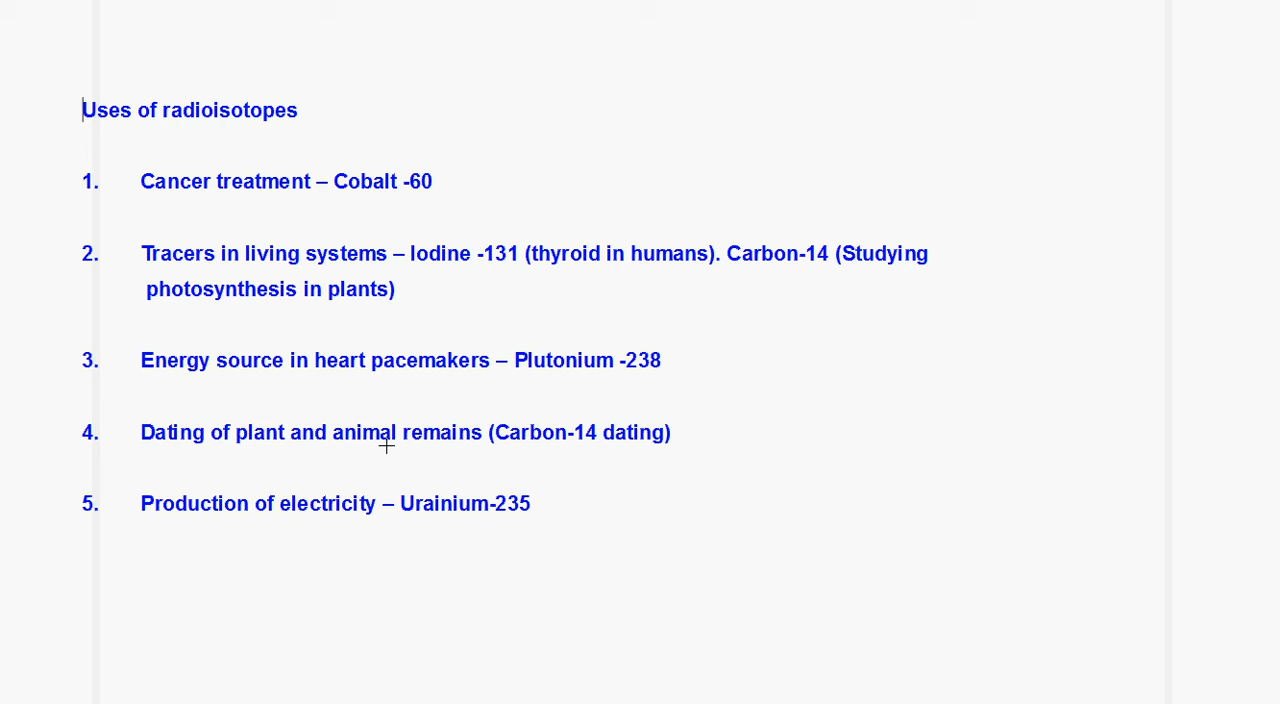 Uses of radioisotopes
1. Cancer treatment – Cobalt -60
2. Tracers in living systems – Iodine -131 (thyroid in humans). Carbon-14 (Studying
photosynthesis in plants)
3. Energy source in heart pacemakers – Plutonium -238
4. Dating of plant and animal remains (Carbon-14 dating)
5. Production of electricity – Urainium-235